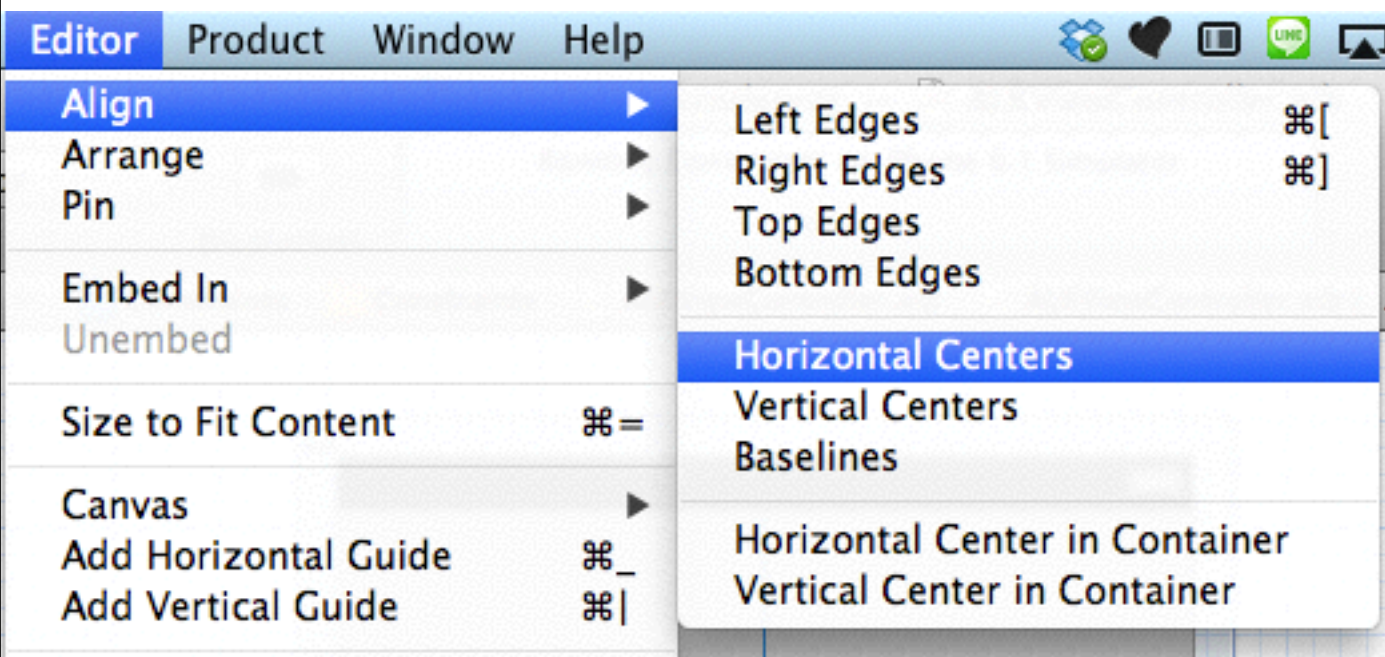 Editor Product Window Help
LINE
Align
Arrange
Pin
Embed In
Unembed
Size to Fit Content ⌘=
Canvas
Add Horizontal Guide ⌘_
Add Vertical Guide ⌘|
Left Edges ⌘[
Right Edges ⌘]
Top Edges
Bottom Edges
Horizontal Centers
Vertical Centers
Baselines
Horizontal Center in Container
Vertical Center in Container